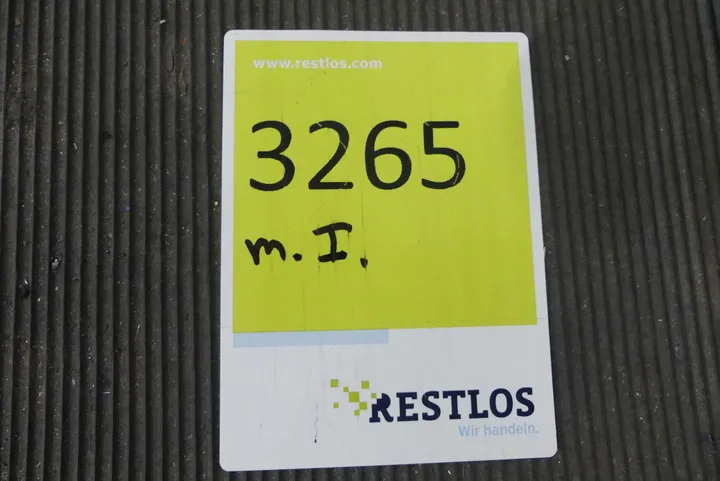 www.restlos.com
3265
m. I.
RESTLOS
Wir handeln.